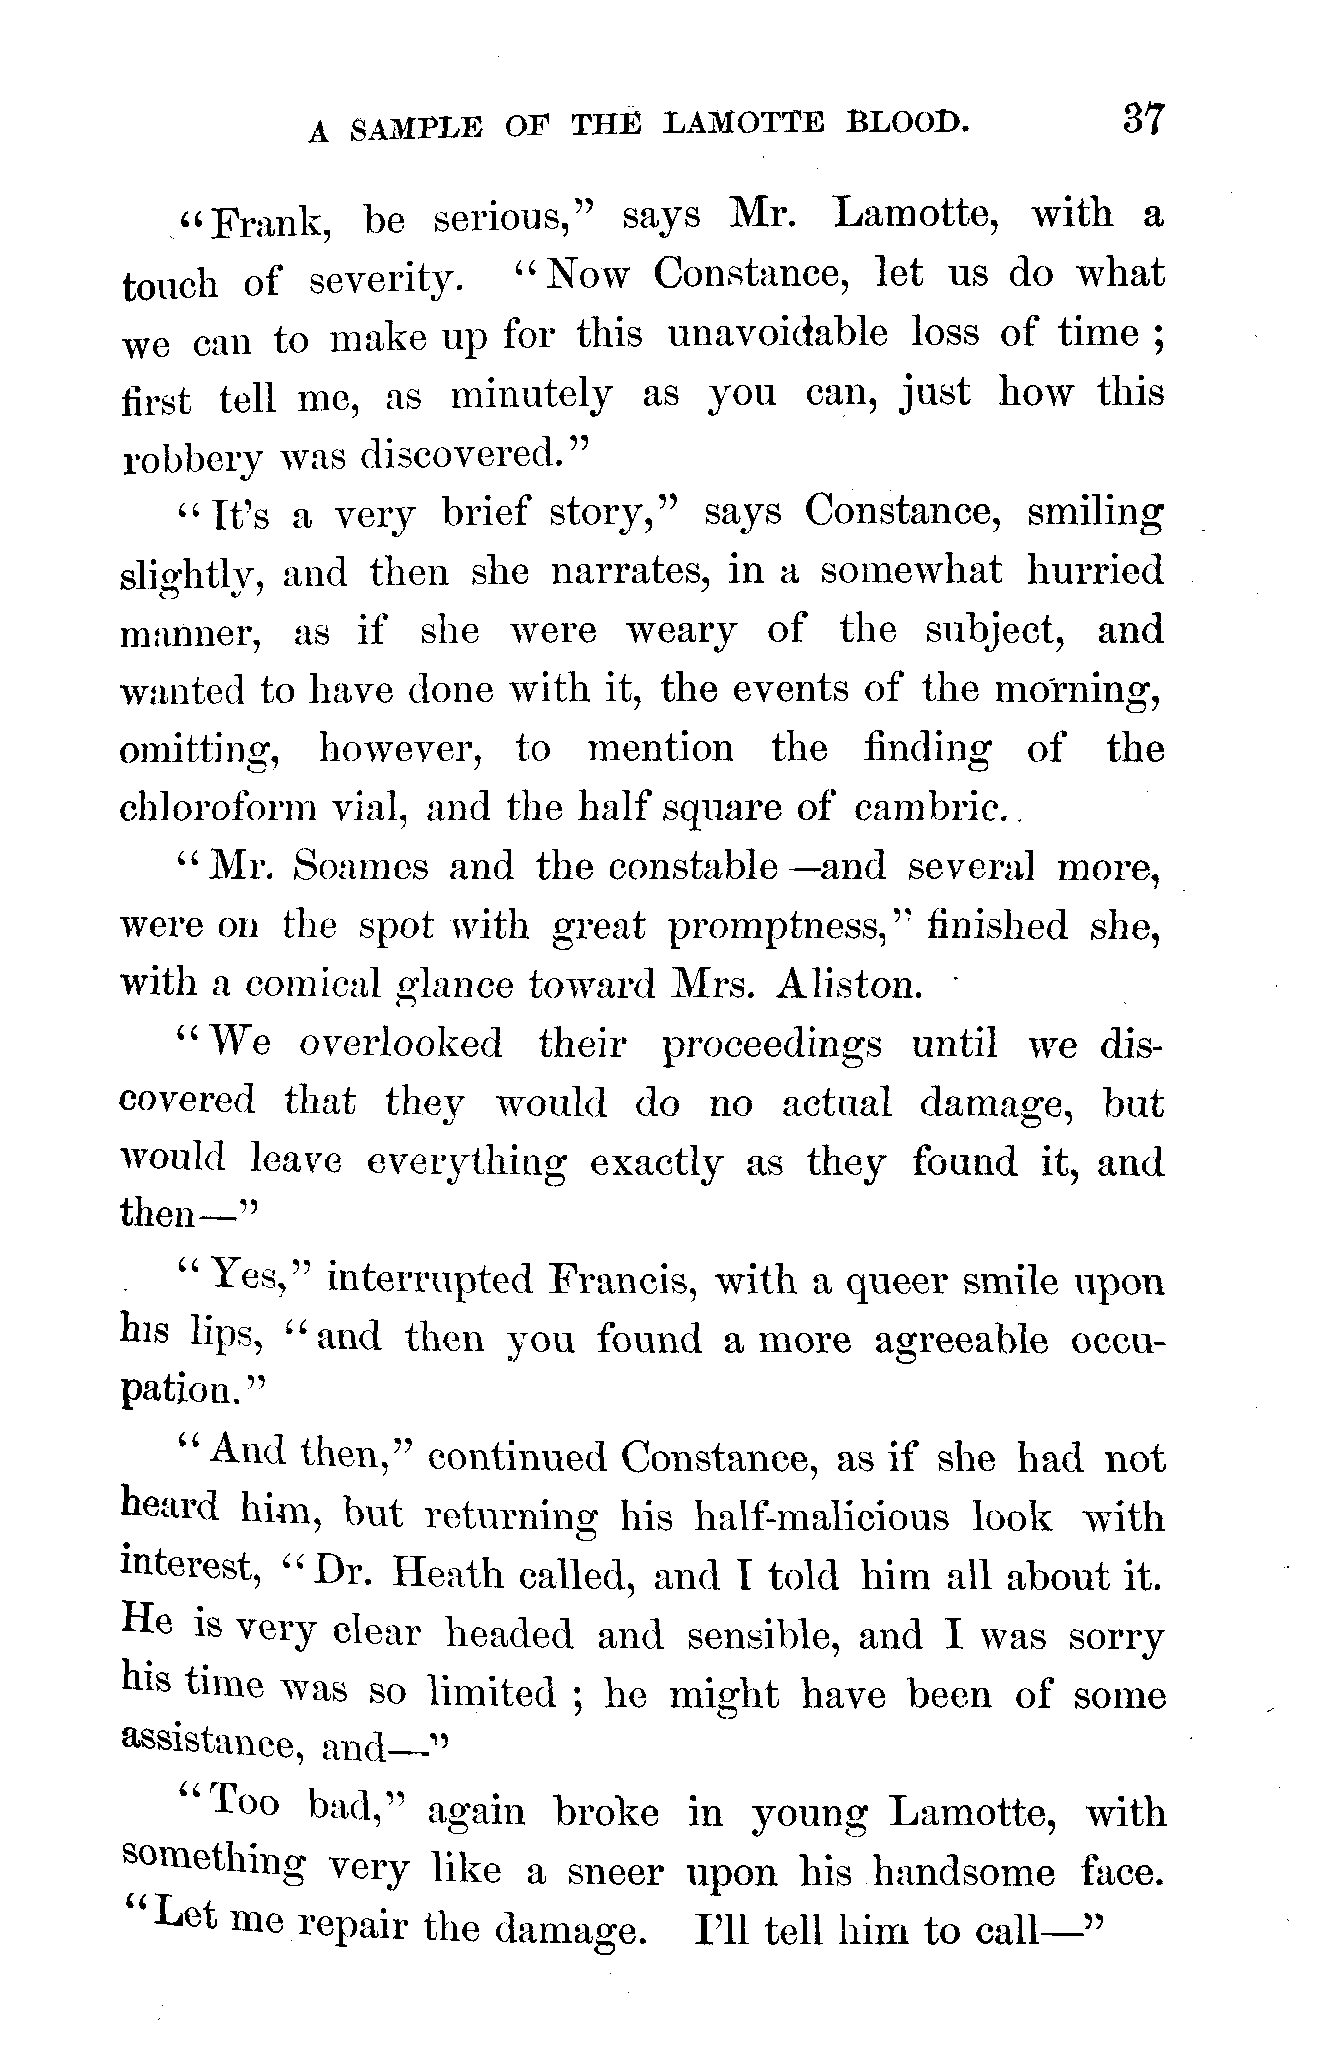 A SAMPLE OF THE LAMOTTE BLOOD. 37
"Frank, be serious," says Mr. Lamotte, with a
touch of severity. "Now Constance, let us do what
we can to make up for this unavoidable loss of time ;
first tell me, as minutely as you can, just how this
robbery was discovered."
"It's a very brief story," says Constance, smiling
slightly, and then she narrates, in a somewhat hurried
manner, as if she were weary of the subject, and
wanted to have done with it, the events of the morning,
omitting, however, to mention the finding of the
chloroform vial, and the half square of cambric.
"Mr. Soames and the constable—and several more,
were on the spot with great promptness," finished she,
with a comical glance toward Mrs. Aliston.
"We overlooked their proceedings until we dis-
covered that they would do no actual damage, but
would leave everything exactly as they found it, and
then—"
"Yes," interrupted Francis, with a queer smile upon
his lips, "and then you found a more agreeable occu-
pation."
"And then," continued Constance, as if she had not
heard him, but returning his half-malicious look with
interest, "Dr. Heath called, and I told him all about it.
He is very clear headed and sensible, and I was sorry
his time was so limited ; he might have been of some
assistance, and—"
"Too bad," again broke in young Lamotte, with
something very like a sneer upon his handsome face.
"Let me repair the damage. I'll tell him to call—"